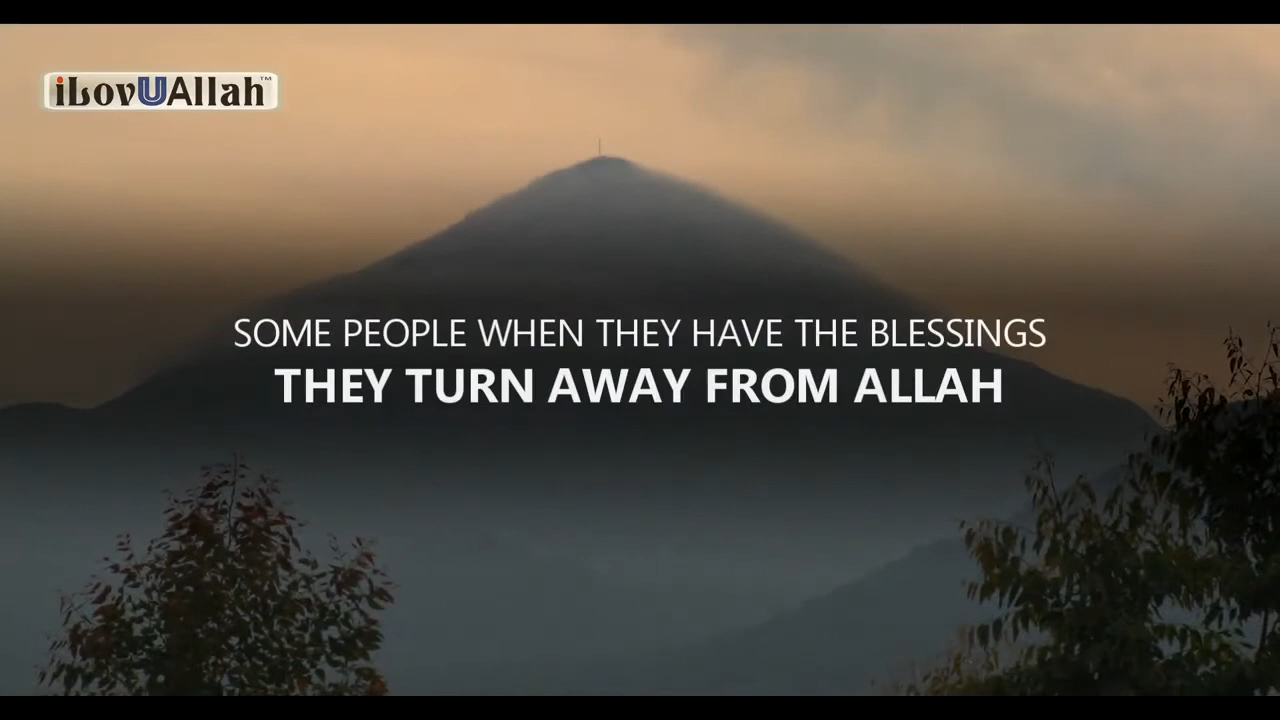 iLovUAllah™
SOME PEOPLE WHEN THEY HAVE THE BLESSINGS
THEY TURN AWAY FROM ALLAH